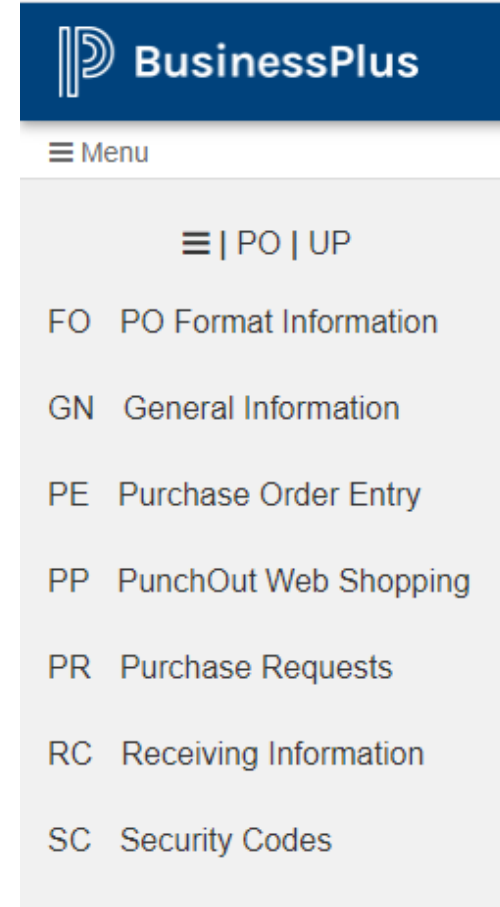 BusinessPlus
Menu
| PO | UP
FO PO Format Information
GN General Information
PE Purchase Order Entry
PP PunchOut Web Shopping
PR Purchase Requests
RC Receiving Information
SC Security Codes